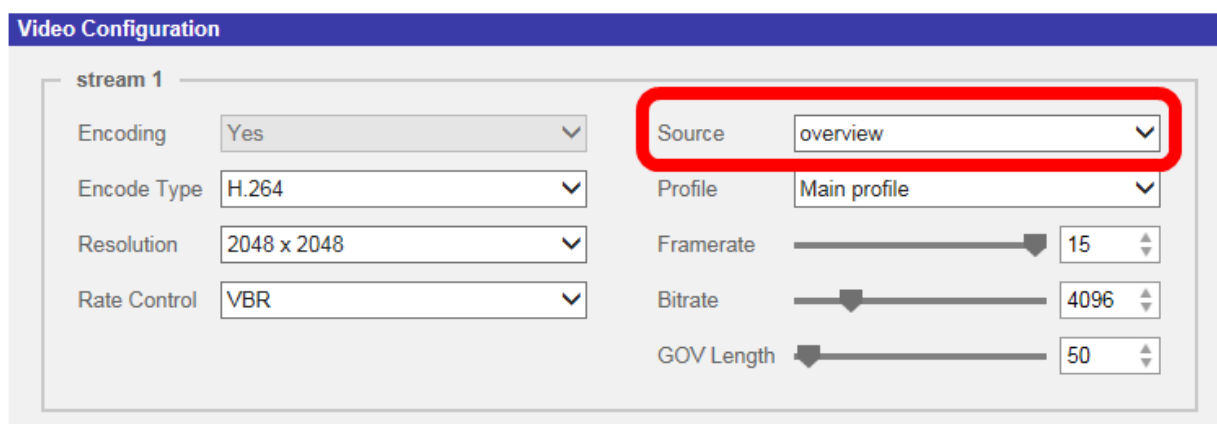 Video Configuration
stream 1
Encoding Yes Source overview
Encode Type H.264 Profile Main profile
Resolution 2048 x 2048 Framerate 15
Rate Control VBR Bitrate 4096
GOV Length 50